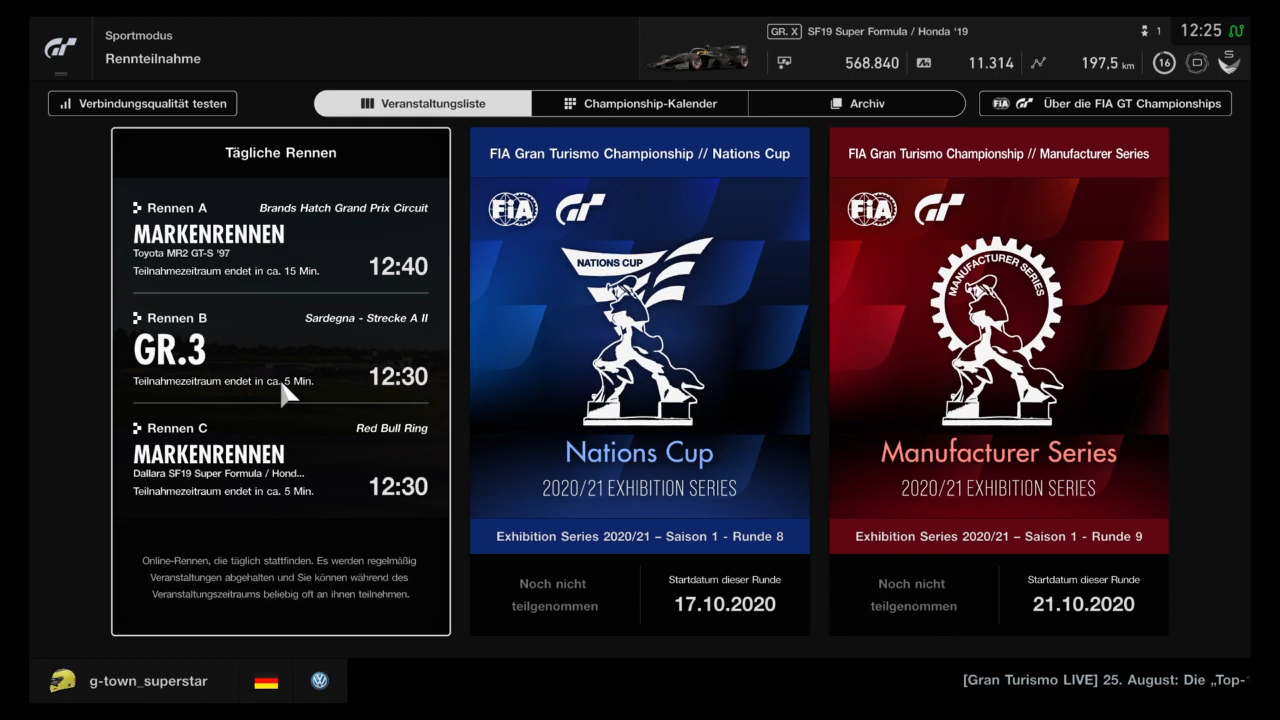 Sportmodus
Rennteilnahme
GR. X SF19 Super Formula / Honda '19
1
12:25
568.840
11.314
197,5 km
16
S
Verbindungsqualität testen
Veranstaltungsliste
Championship-Kalender
Archiv
FIA GT Über die FIA GT Championships
Tägliche Rennen
Rennen A Brands Hatch Grand Prix Circuit
MARKENRENNEN
Toyota MR2 GT-S '97
Teilnahmezeitraum endet in ca. 15 Min.
12:40
Rennen B Sardegna - Strecke A II
GR.3
Teilnahmezeitraum endet in ca. 5 Min.
12:30
Rennen C Red Bull Ring
MARKENRENNEN
Dallara SF19 Super Formula / Hond...
Teilnahmezeitraum endet in ca. 5 Min.
12:30
Online-Rennen, die täglich stattfinden. Es werden regelmäßig
Veranstaltungen abgehalten und Sie können während des
Veranstaltungszeitraums beliebig oft an ihnen teilnehmen.
FIA Gran Turismo Championship // Nations Cup
FIA GT
NATIONS CUP
Nations Cup
2020/21 EXHIBITION SERIES
Exhibition Series 2020/21 – Saison 1 - Runde 8
Noch nicht
teilgenommen
Startdatum dieser Runde
17.10.2020
FIA Gran Turismo Championship // Manufacturer Series
FIA GT
MANUFACTURER SERIES
Manufacturer Series
2020/21 EXHIBITION SERIES
Exhibition Series 2020/21 – Saison 1 - Runde 9
Noch nicht
teilgenommen
Startdatum dieser Runde
21.10.2020
g-town_superstar
[Gran Turismo LIVE] 25. August: Die „Top-